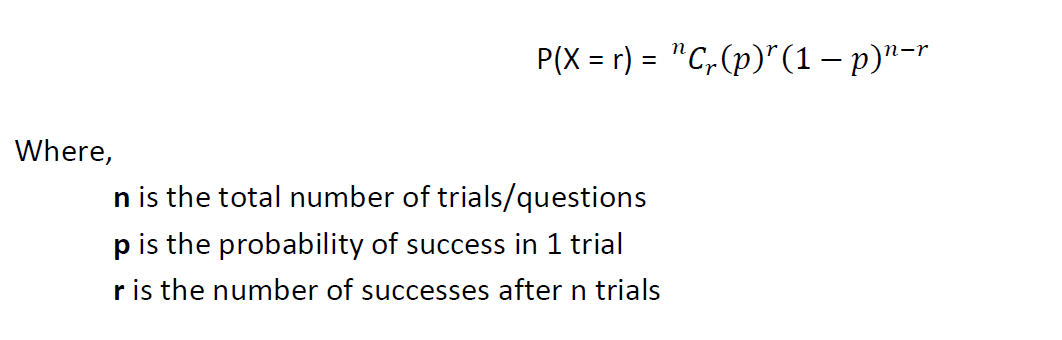 P(X = r) = ⁿCᵣ(p)ʳ(1 − p)ⁿ⁻ʳ
Where,
n is the total number of trials/questions
p is the probability of success in 1 trial
r is the number of successes after n trials